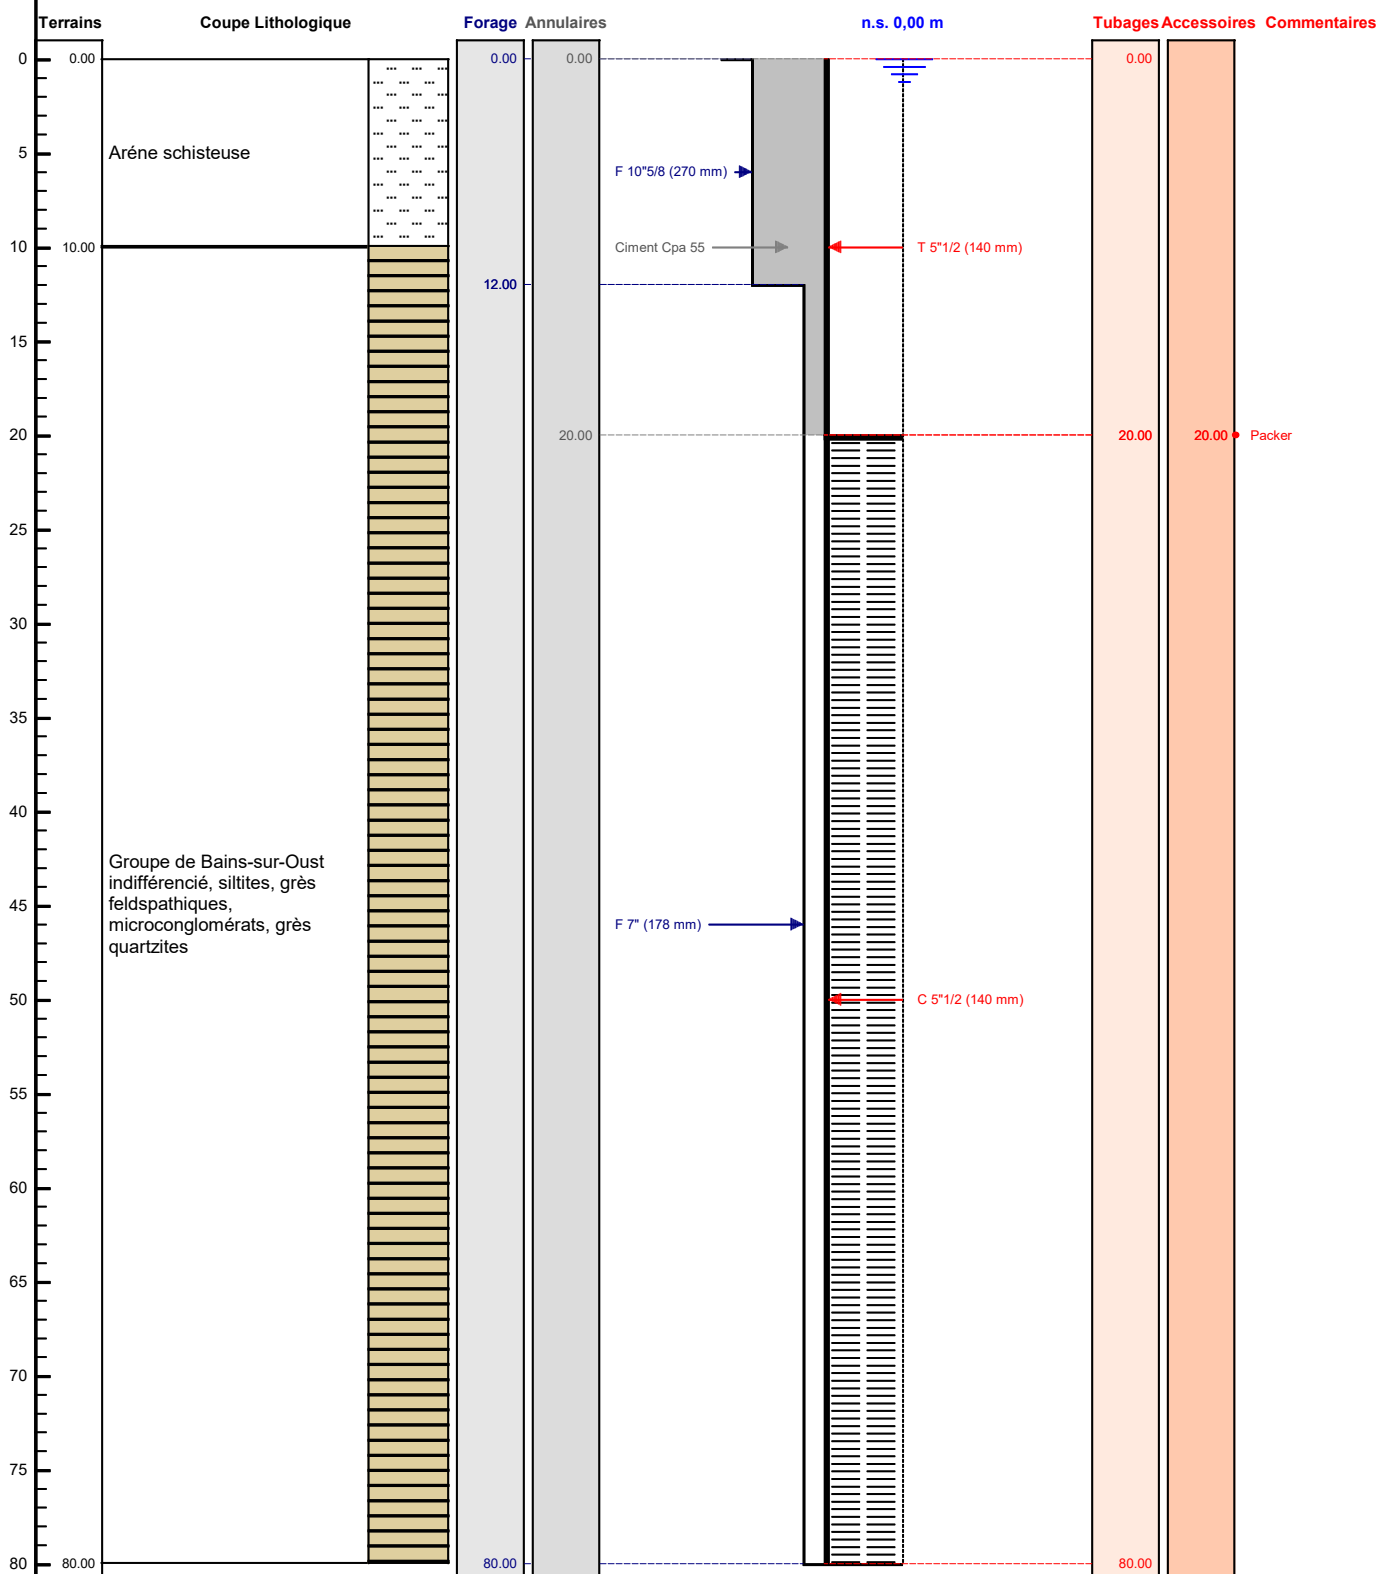 Terrains Coupe Lithologique Forage Annulaires n.s. 0,00 m Tubages Accessoires Commentaires
0 0.00 0.00 0.00 0.00
5 Aréne schisteuse
F 10"5/8 (270 mm)
10 10.00 Ciment Cpa 55 T 5"1/2 (140 mm)
12.00
15
20 20.00 20.00 20.00 Packer
25
30
35
40
Groupe de Bains-sur-Oust
indifférencié, siltites, grès
feldspathiques,
45
microconglomérats, grès
F 7" (178 mm)
quartzites
50 C 5"1/2 (140 mm)
55
60
65
70
75
80 80.00 80.00 80.00